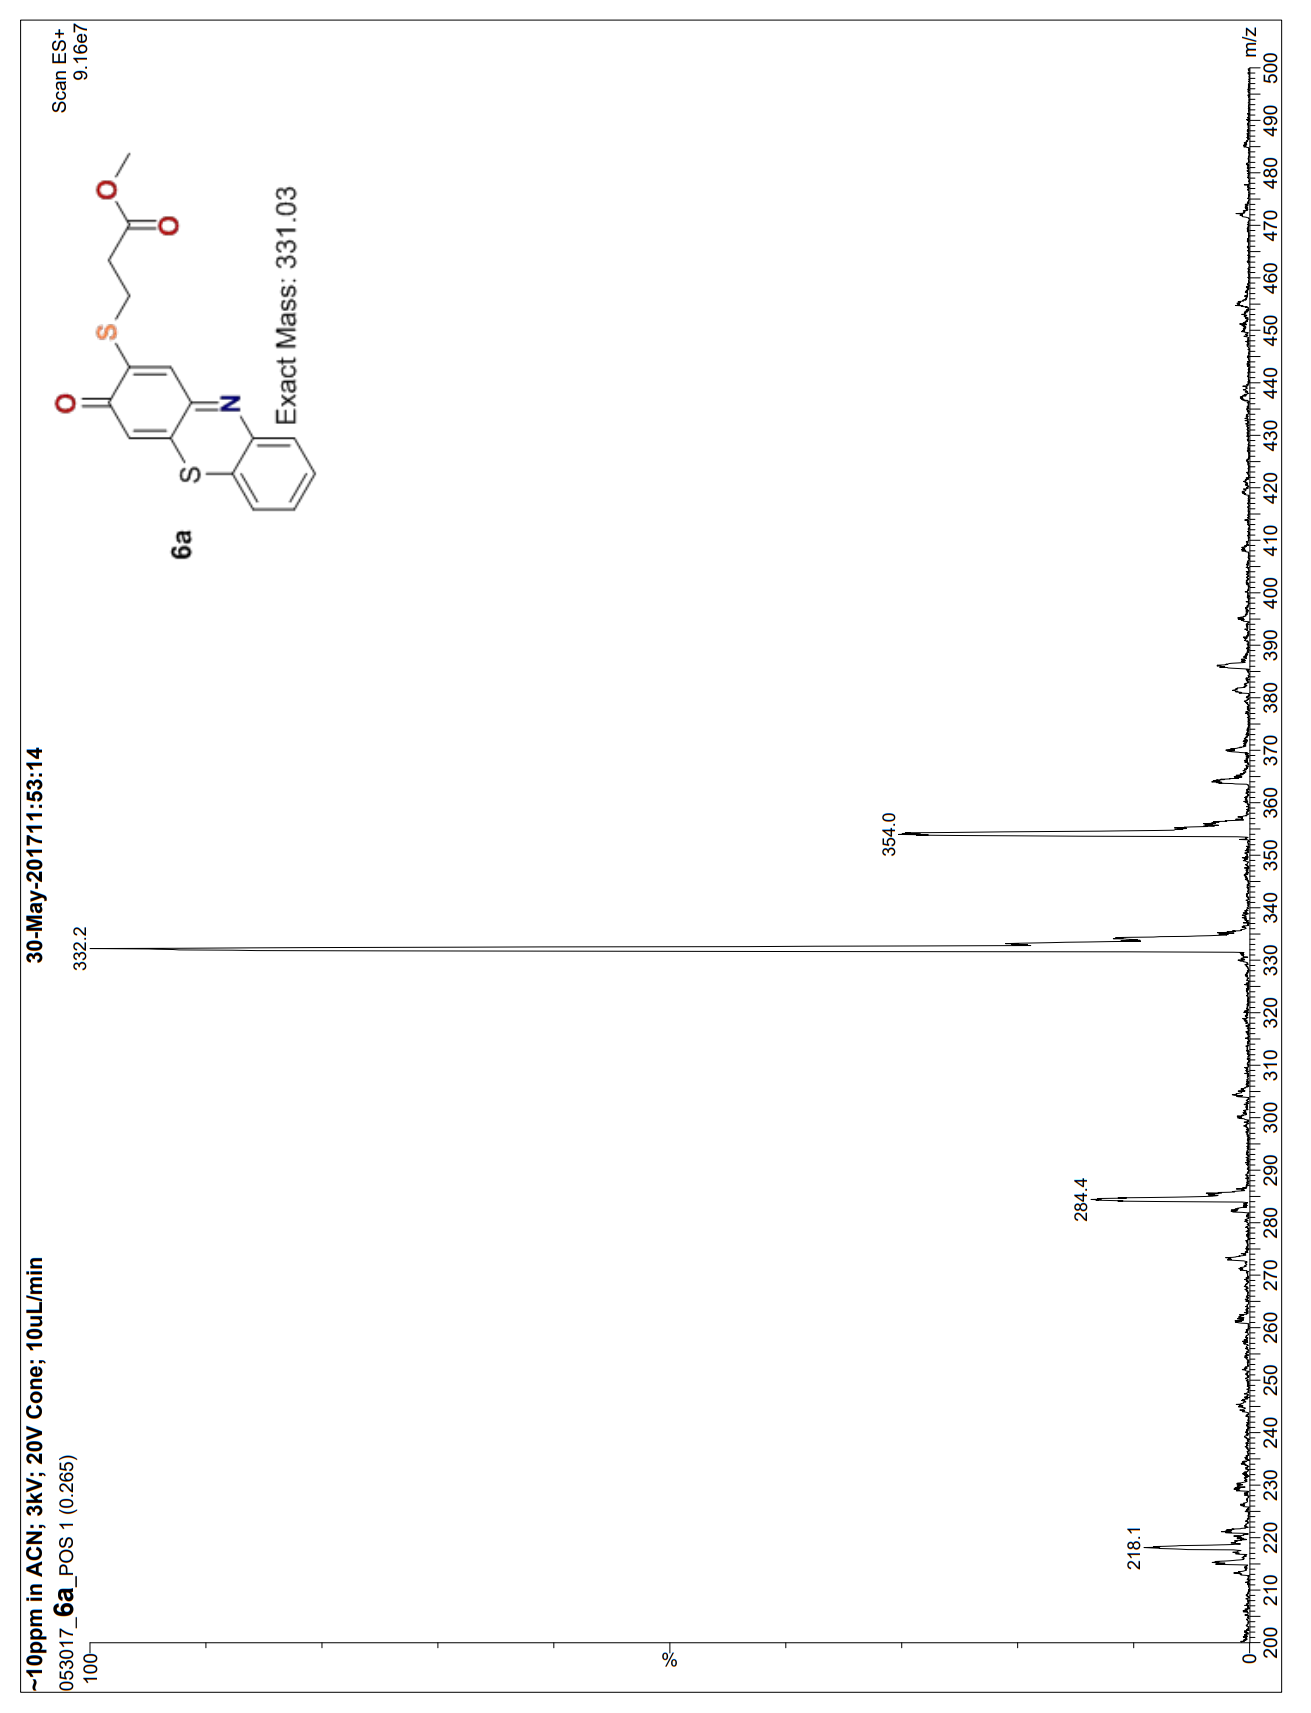 ~10ppm in ACN; 3kV; 20V Cone; 10uL/min 30-May-201711:53:14
053017_6a_POS 1 (0.265) Scan ES+
9.16e7
6a
O
S
O
O
S
N
Exact Mass: 331.03
100
%
0
218.1
284.4
332.2
354.0
200 210 220 230 240 250 260 270 280 290 300 310 320 330 340 350 360 370 380 390 400 410 420 430 440 450 460 470 480 490 500
m/z